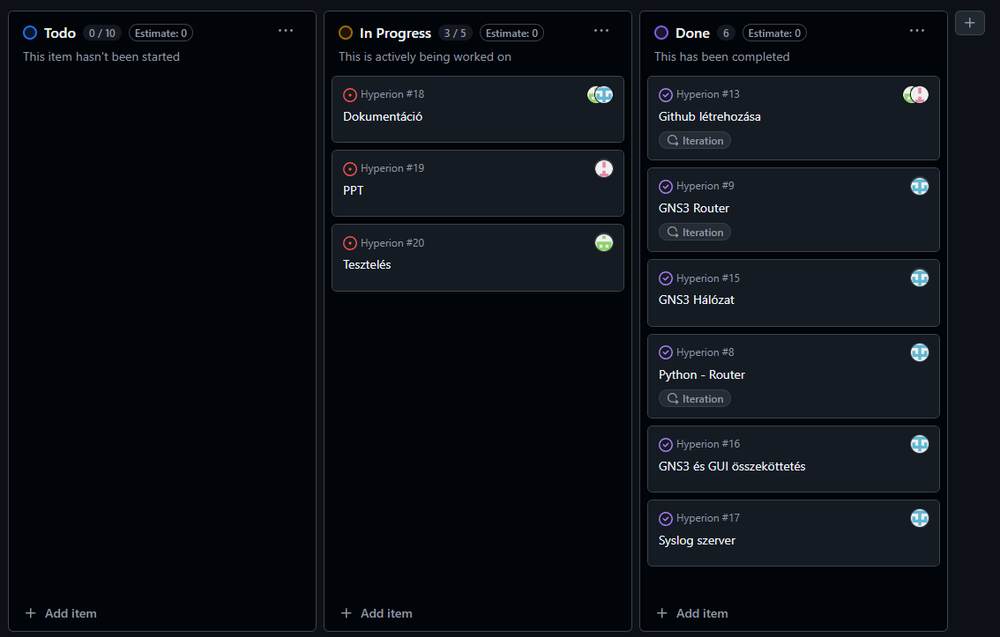 Todo 0 / 10 Estimate: 0 ...
This item hasn't been started
+ Add item
In Progress 3 / 5 Estimate: 0 ...
This is actively being worked on
Hyperion #18
Dokumentáció
Hyperion #19
PPT
Hyperion #20
Tesztelés
+ Add item
Done 6 Estimate: 0 ...
This has been completed
Hyperion #13
Github létrehozása
Iteration
Hyperion #9
GNS3 Router
Iteration
Hyperion #15
GNS3 Hálózat
Hyperion #8
Python - Router
Iteration
Hyperion #16
GNS3 és GUI összeköttetés
Hyperion #17
Syslog szerver
+ Add item
+